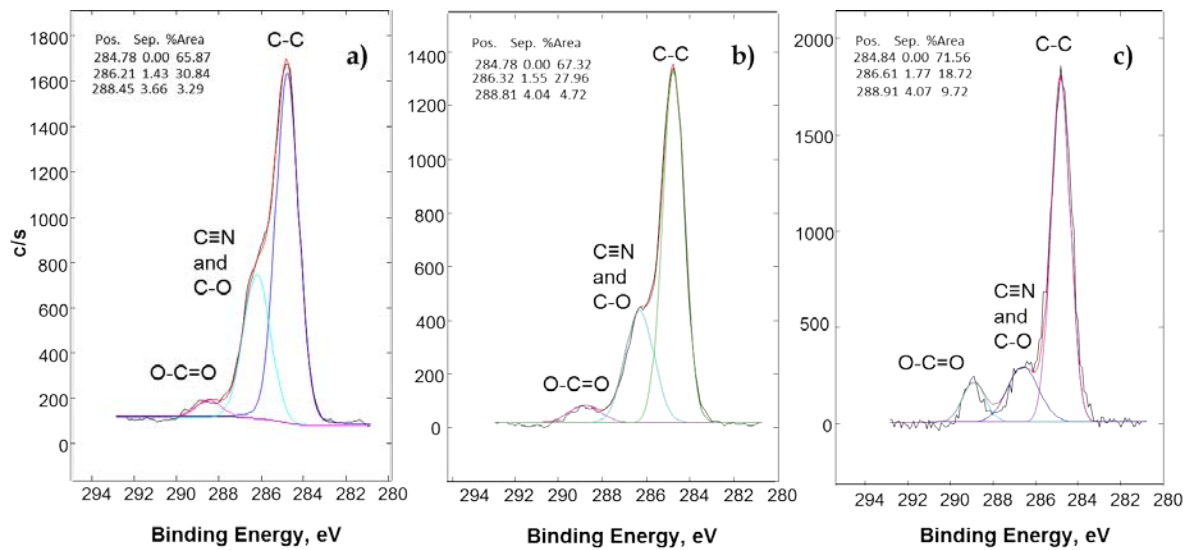 a)
Pos. Sep. %Area
284.78 0.00 65.87
286.21 1.43 30.84
288.45 3.66 3.29
C-C
C≡N
and
C-O
O-C=O
1800
1600
1400
1200
1000
800
600
400
200
0
c/s
294 292 290 288 286 284 282 280
Binding Energy, eV
b)
Pos. Sep. %Area
284.78 0.00 67.32
286.32 1.55 27.96
288.81 4.04 4.72
C-C
C≡N
and
C-O
O-C=O
1400
1200
1000
800
600
400
200
0
294 292 290 288 286 284 282 280
Binding Energy, eV
c)
Pos. Sep. %Area
284.84 0.00 71.56
286.61 1.77 18.72
288.91 4.07 9.72
C-C
C≡N
and
C-O
O-C=O
2000
1500
1000
500
0
294 292 290 288 286 284 282 280
Binding Energy, eV